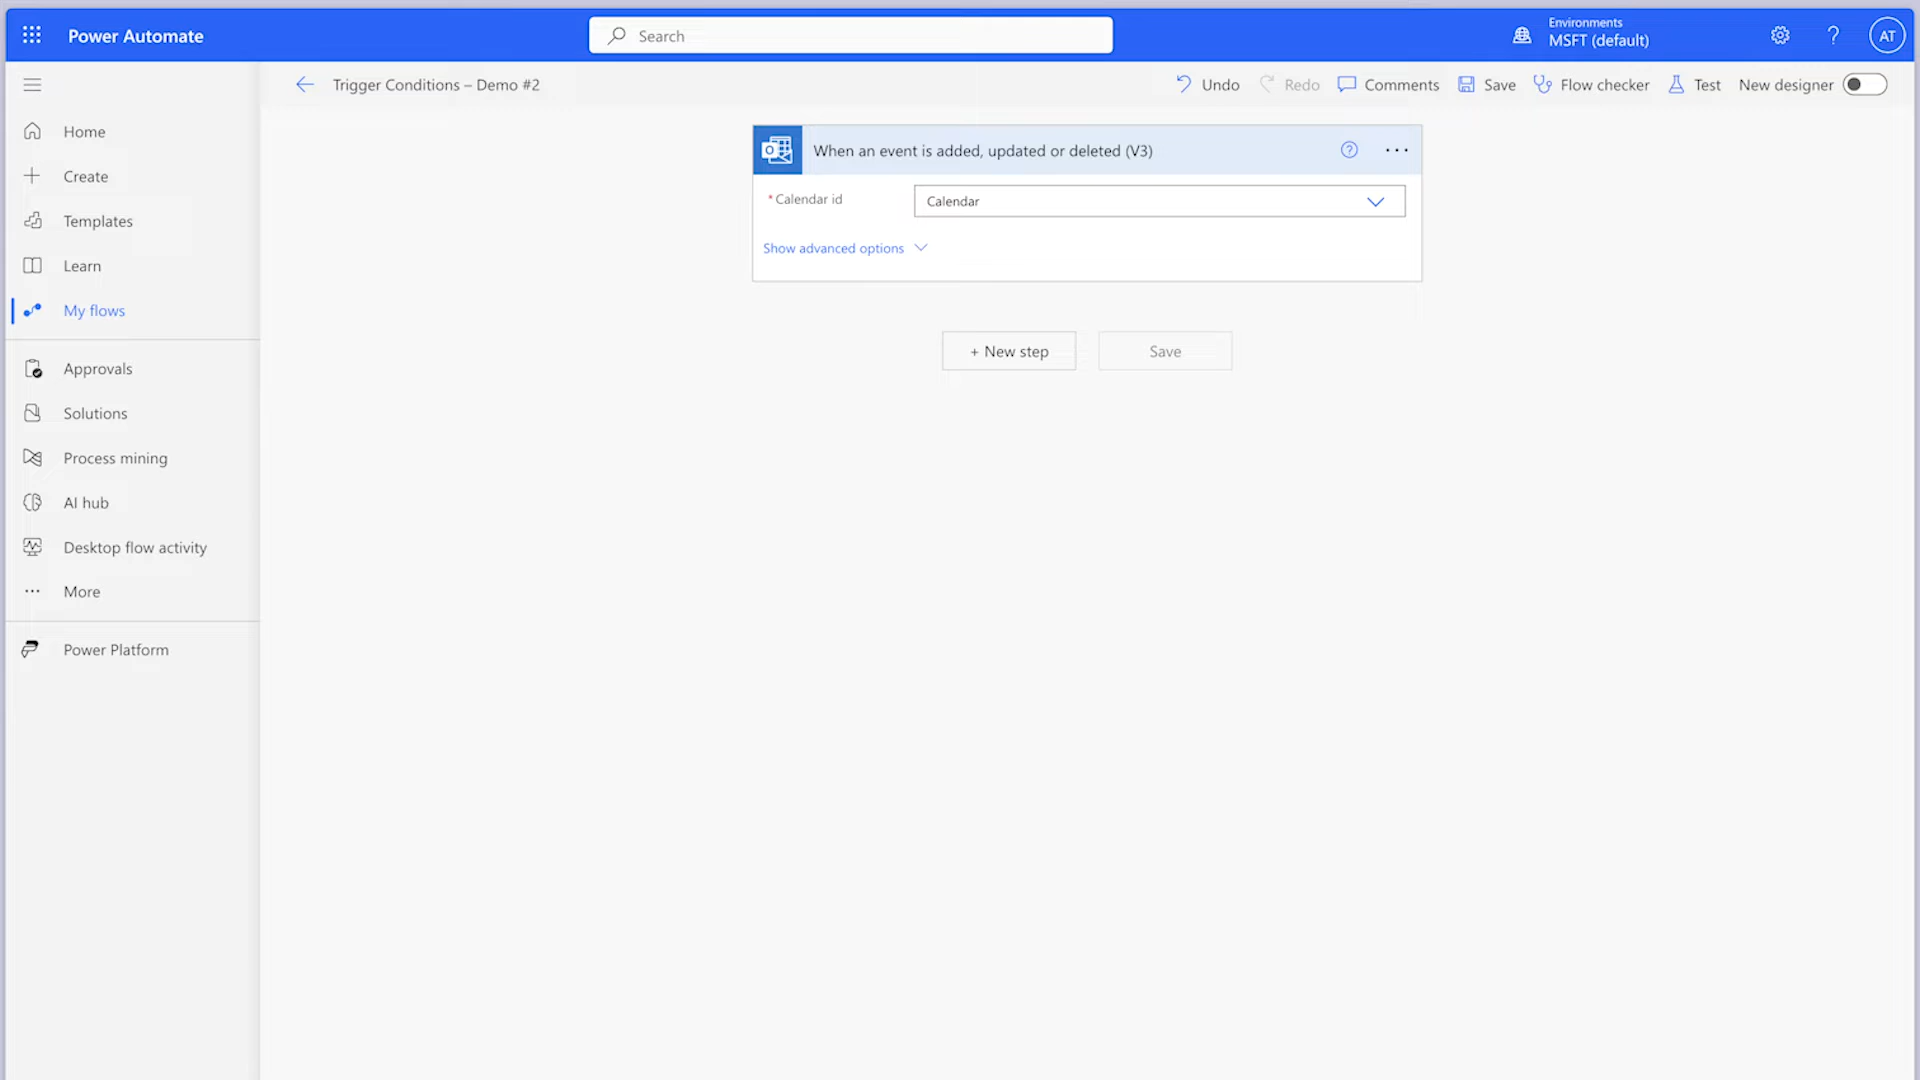 Power Automate
Search
Environments
MSFT (default)
?
AT
Trigger Conditions – Demo #2
Undo
Redo
Comments
Save
Flow checker
Test
New designer
Home
Create
Templates
Learn
My flows
Approvals
Solutions
Process mining
AI hub
Desktop flow activity
More
Power Platform
When an event is added, updated or deleted (V3)
* Calendar id
Calendar
Show advanced options
+ New step
Save